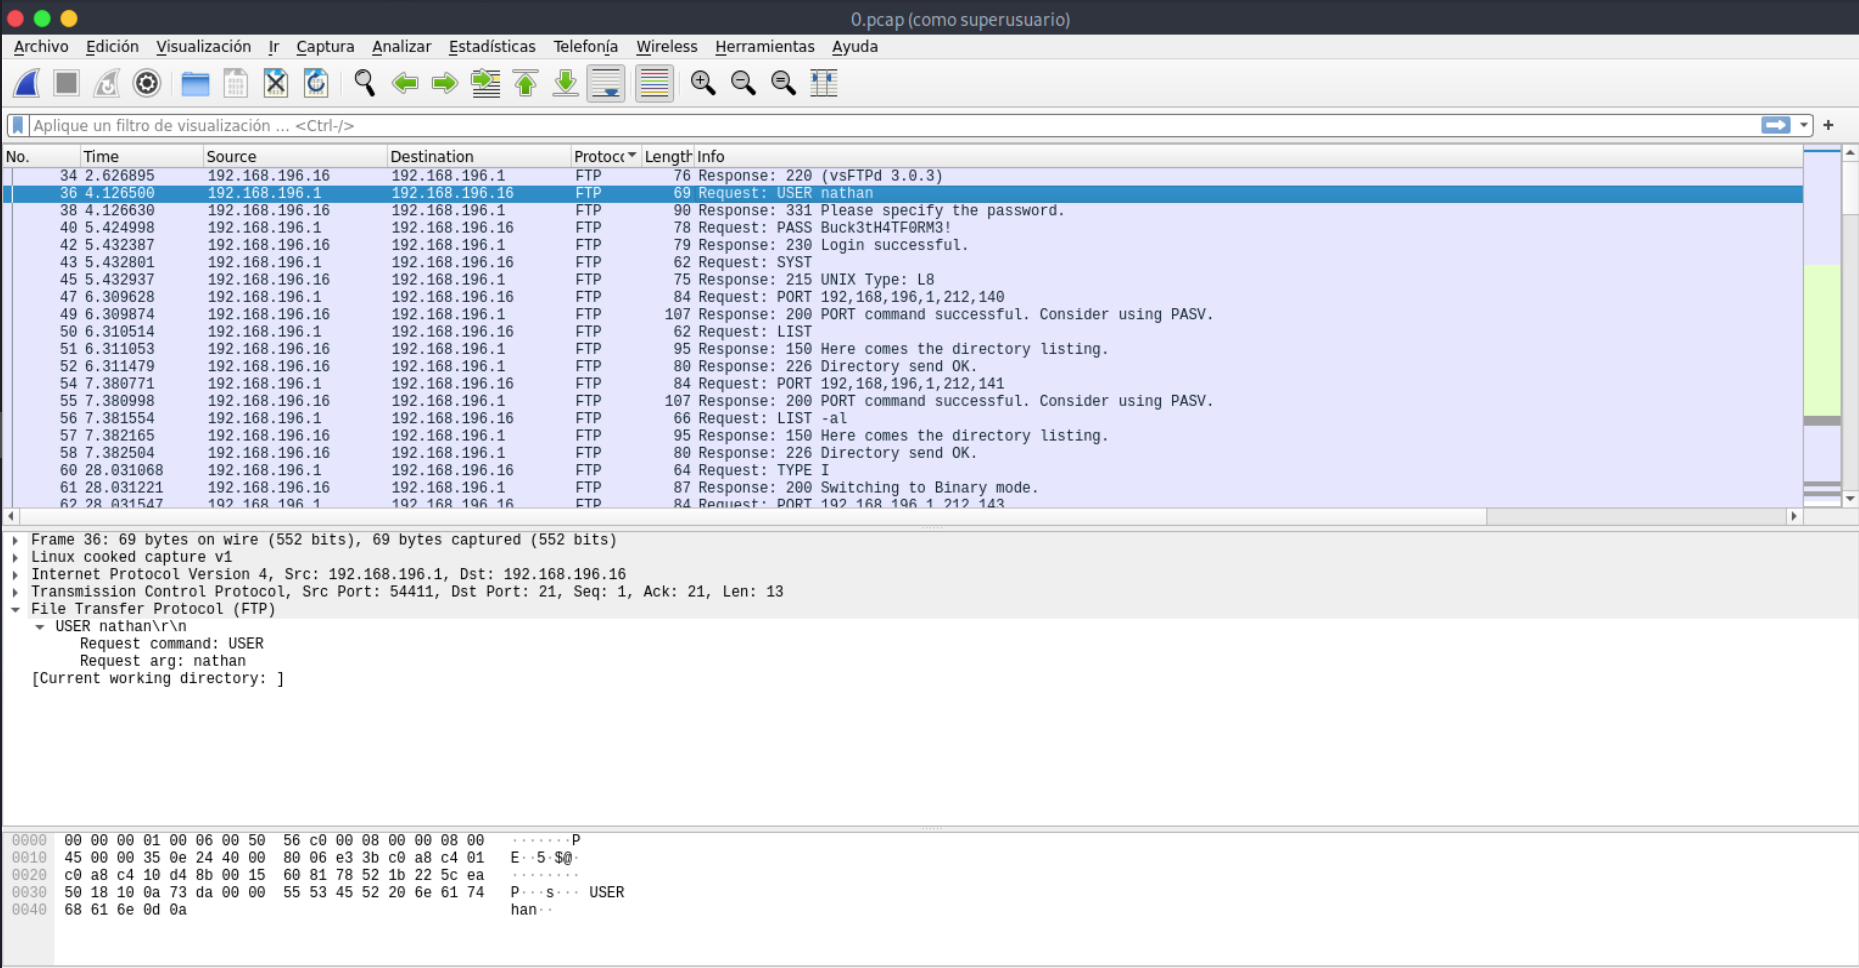 0.pcap (como superusuario)
Archivo Edición Visualización Ir Captura Analizar Estadísticas Telefonía Wireless Herramientas Ayuda
Aplique un filtro de visualización ... <Ctrl-/>
+
No. Time Source Destination Protocc Length Info
34 2.626895 192.168.196.16 192.168.196.1 FTP 76 Response: 220 (vsFTPd 3.0.3)
36 4.126500 192.168.196.1 192.168.196.16 FTP 69 Request: USER nathan
38 4.126630 192.168.196.16 192.168.196.1 FTP 90 Response: 331 Please specify the password.
40 5.424998 192.168.196.1 192.168.196.16 FTP 78 Request: PASS Buck3tH4TF0RM3!
42 5.432387 192.168.196.16 192.168.196.1 FTP 79 Response: 230 Login successful.
43 5.432801 192.168.196.1 192.168.196.16 FTP 62 Request: SYST
45 5.432937 192.168.196.16 192.168.196.1 FTP 75 Response: 215 UNIX Type: L8
47 6.309628 192.168.196.1 192.168.196.16 FTP 84 Request: PORT 192,168,196,1,212,140
49 6.309874 192.168.196.16 192.168.196.1 FTP 107 Response: 200 PORT command successful. Consider using PASV.
50 6.310514 192.168.196.1 192.168.196.16 FTP 62 Request: LIST
51 6.311053 192.168.196.16 192.168.196.1 FTP 95 Response: 150 Here comes the directory listing.
52 6.311479 192.168.196.16 192.168.196.1 FTP 80 Response: 226 Directory send OK.
54 7.380771 192.168.196.1 192.168.196.16 FTP 84 Request: PORT 192,168,196,1,212,141
55 7.380998 192.168.196.16 192.168.196.1 FTP 107 Response: 200 PORT command successful. Consider using PASV.
56 7.381554 192.168.196.1 192.168.196.16 FTP 66 Request: LIST -al
57 7.382165 192.168.196.16 192.168.196.1 FTP 95 Response: 150 Here comes the directory listing.
58 7.382504 192.168.196.16 192.168.196.1 FTP 80 Response: 226 Directory send OK.
60 28.031068 192.168.196.1 192.168.196.16 FTP 64 Request: TYPE I
61 28.031221 192.168.196.16 192.168.196.1 FTP 87 Response: 200 Switching to Binary mode.
62 28.031547 192.168.196.1 192.168.196.16 FTP 84 Request: PORT 192,168,196,1,212,143
Frame 36: 69 bytes on wire (552 bits), 69 bytes captured (552 bits)
Linux cooked capture v1
Internet Protocol Version 4, Src: 192.168.196.1, Dst: 192.168.196.16
Transmission Control Protocol, Src Port: 54411, Dst Port: 21, Seq: 1, Ack: 21, Len: 13
File Transfer Protocol (FTP)
USER nathan\r\n
Request command: USER
Request arg: nathan
[Current working directory: ]
0000 00 00 00 01 00 06 00 50 56 c0 00 08 00 00 08 00 ·······P
0010 45 00 00 35 0e 24 40 00 80 06 e3 3b c0 a8 c4 01 E··5·$@·
0020 c0 a8 c4 10 d4 8b 00 15 60 81 78 52 1b 22 5c ea ········
0030 50 18 10 0a 73 da 00 00 55 53 45 52 20 6e 61 74 P···s··· USER
0040 68 61 6e 0d 0a han··